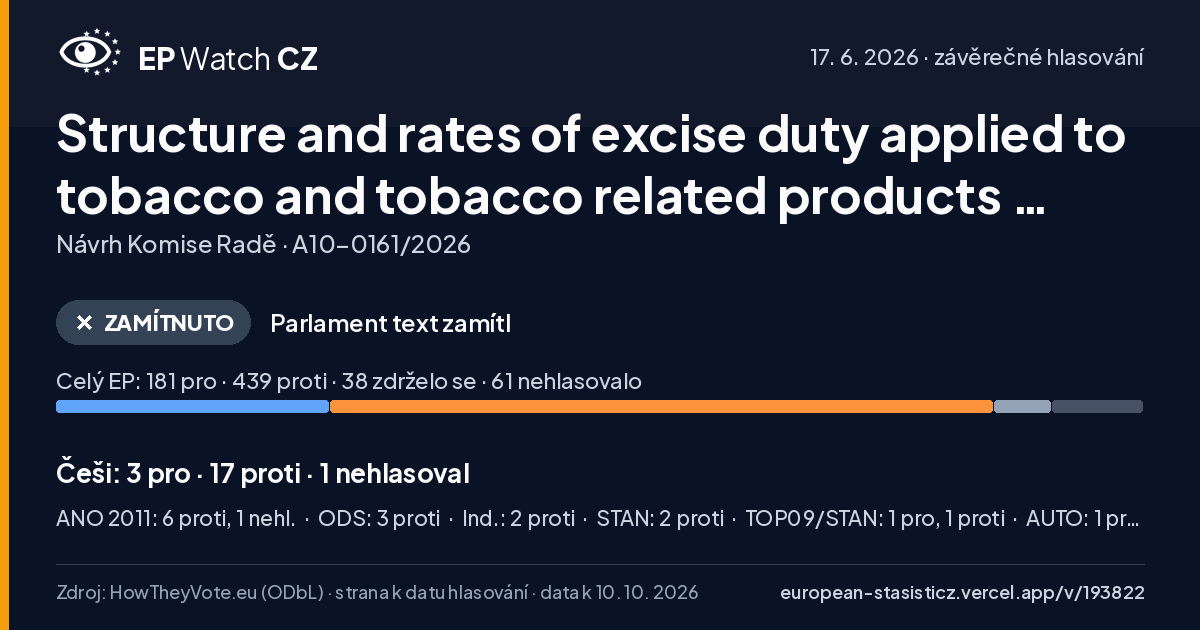 EP Watch CZ
17. 6. 2026 · závěrečné hlasování
Structure and rates of excise duty applied to
tobacco and tobacco related products …
Návrh Komise Radě · A10-0161/2026
✕ ZAMÍTNUTO
Parlament text zamítl
Celý EP: 181 pro · 439 proti · 38 zdrželo se · 61 nehlasovalo
Češi: 3 pro · 17 proti · 1 nehlasoval
ANO 2011: 6 proti, 1 nehl. · ODS: 3 proti · Ind.: 2 proti · STAN: 2 proti · TOP09/STAN: 1 pro, 1 proti · AUTO: 1 pr…
Zdroj: HowTheyVote.eu (ODbL) · strana k datu hlasování · data k 10. 10. 2026
european-stasisticz.vercel.app/v/193822